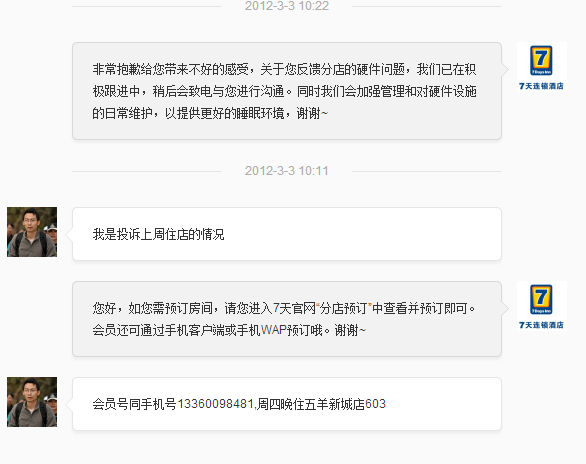 2012-3-3 10:22
非常抱歉给您带来不好的感受，关于您反馈分店的硬件问题，我们已在积
极跟进中，稍后会致电与您进行沟通。同时我们会加强管理和对硬件设施
的日常维护，以提供更好的睡眠环境，谢谢~
7
7Days Inn
7天连锁酒店
2012-3-3 10:11
我是投诉上周住店的情况
您好，如您需预订房间，请您进入7天官网“分店预订”中查看并预订即可。
会员还可通过手机客户端或手机WAP预订哦。谢谢~
7
7Days Inn
7天连锁酒店
会员号同手机号13360098481,周四晚住五羊新城店603